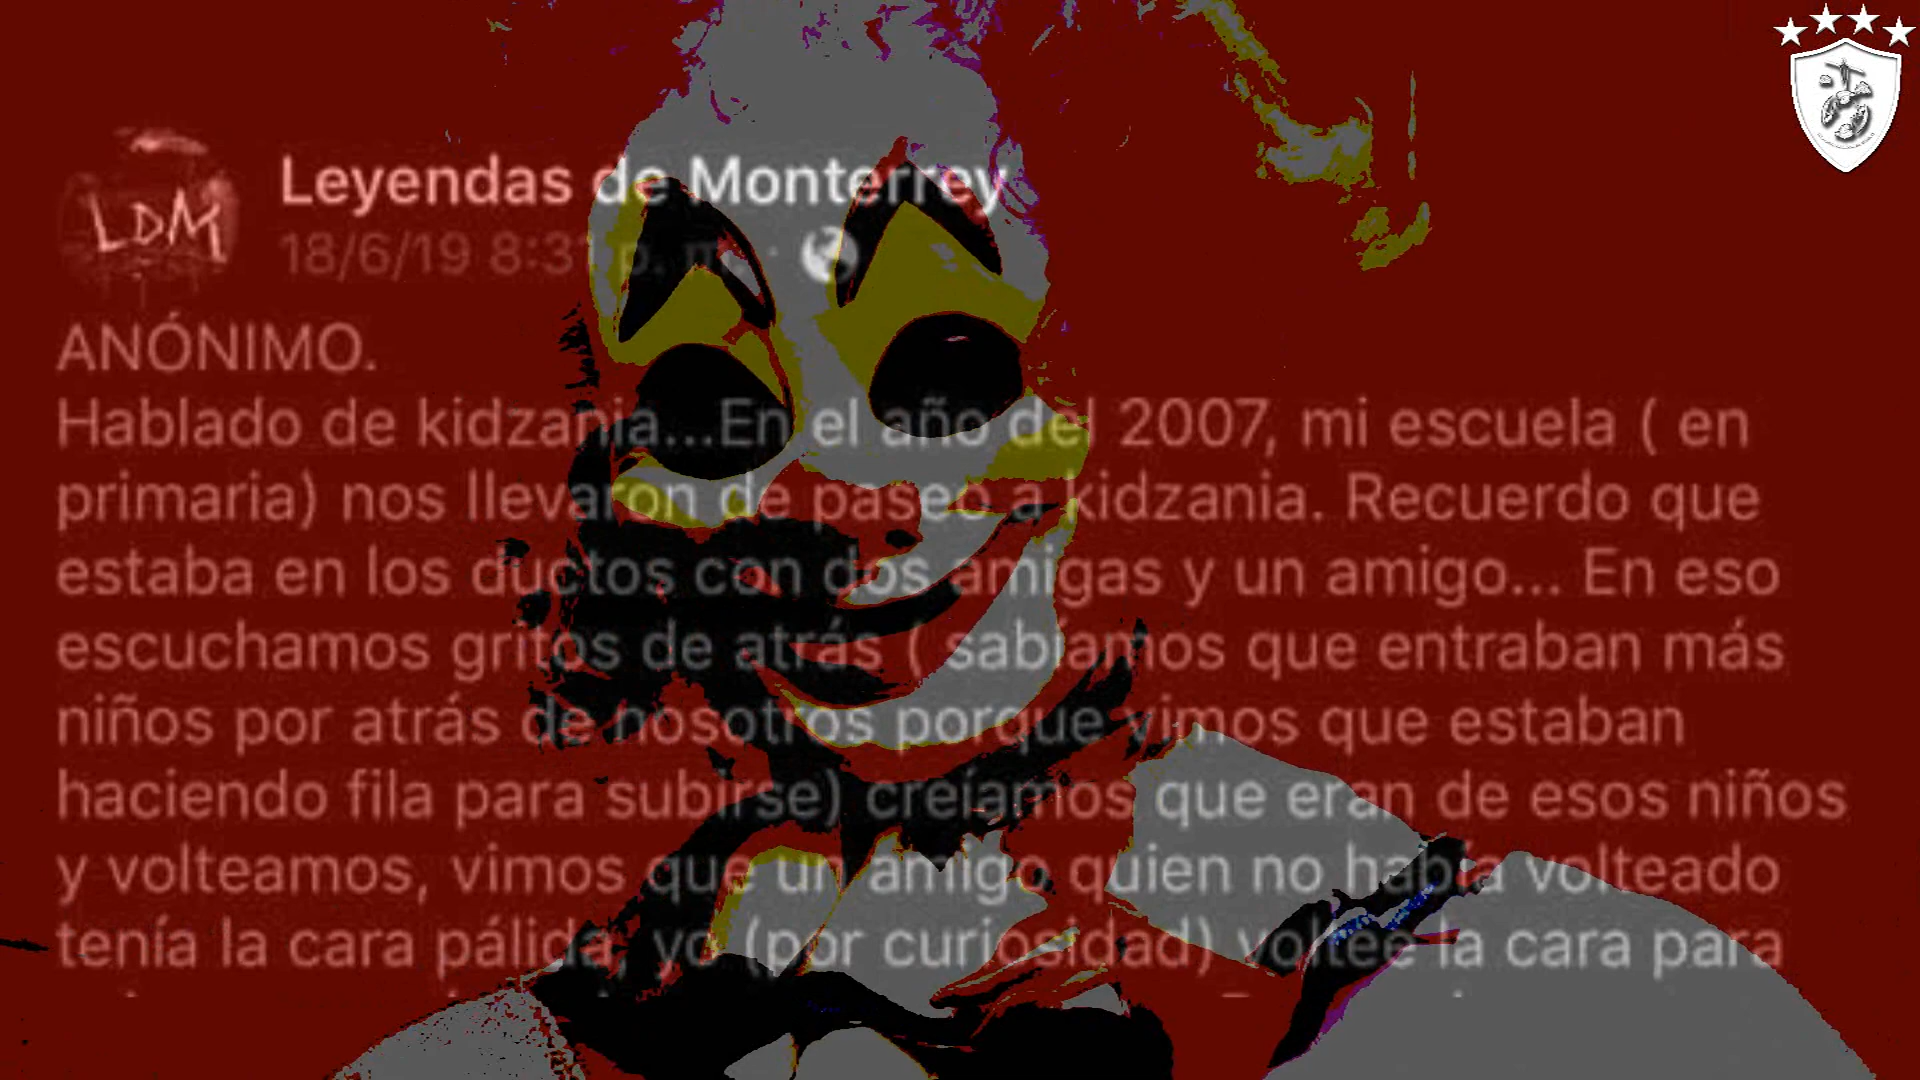 LDM
Leyendas de Monterrey
18/6/19 8:31 p. m. ·
ANÓNIMO.
Hablado de kidzania...En el año del 2007, mi escuela ( en
primaria) nos llevaron de paseo a kidzania. Recuerdo que
estaba en los ductos con dos amigas y un amigo... En eso
escuchamos gritos de atrás ( sabíamos que entraban más
niños por atrás de nosotros porque vimos que estaban
haciendo fila para subirse) creíamos que eran de esos niños
y volteamos, vimos que un amigo quien no había volteado
tenía la cara pálida, yo (por curiosidad) voltee la cara para